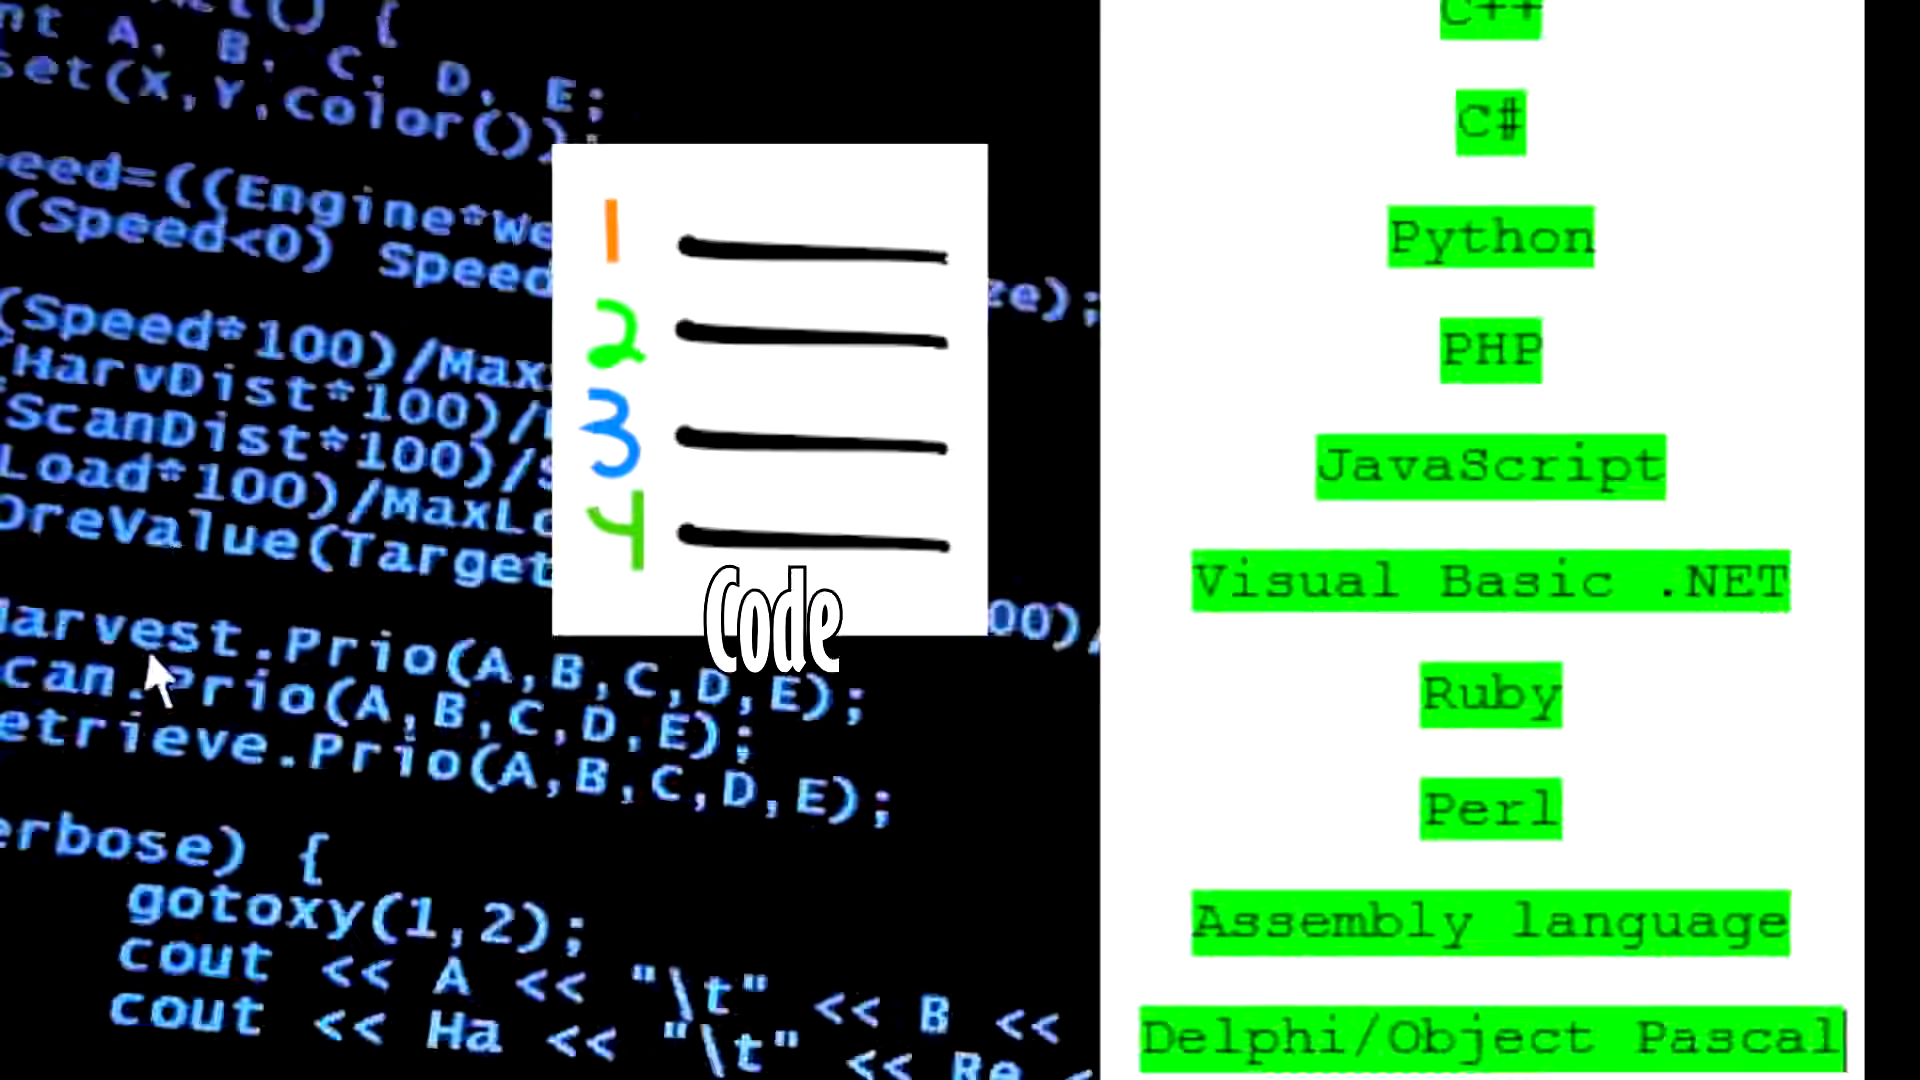 () {
nt A, B, C, D, E;
set(X,Y,Color());
eed=((Engine*We
ze);
(Speed<0) Speed
(Speed*100)/Max
HarvDist*100)/
ScanDist*100)/
Load*100)/MaxLo
OreValue(Target
00)/
arvest.Prio(A,B,C,D,E);
can.Prio(A,B,C,D,E);
etrieve.Prio(A,B,C,D,E);
erbose) {
gotoxy(1,2);
cout << A << "\t" << B <<
cout << Ha << "\t" << Re <
1
2
3
4
Code
C++
C#
Python
PHP
JavaScript
Visual Basic .NET
Ruby
Perl
Assembly language
Delphi/Object Pascal